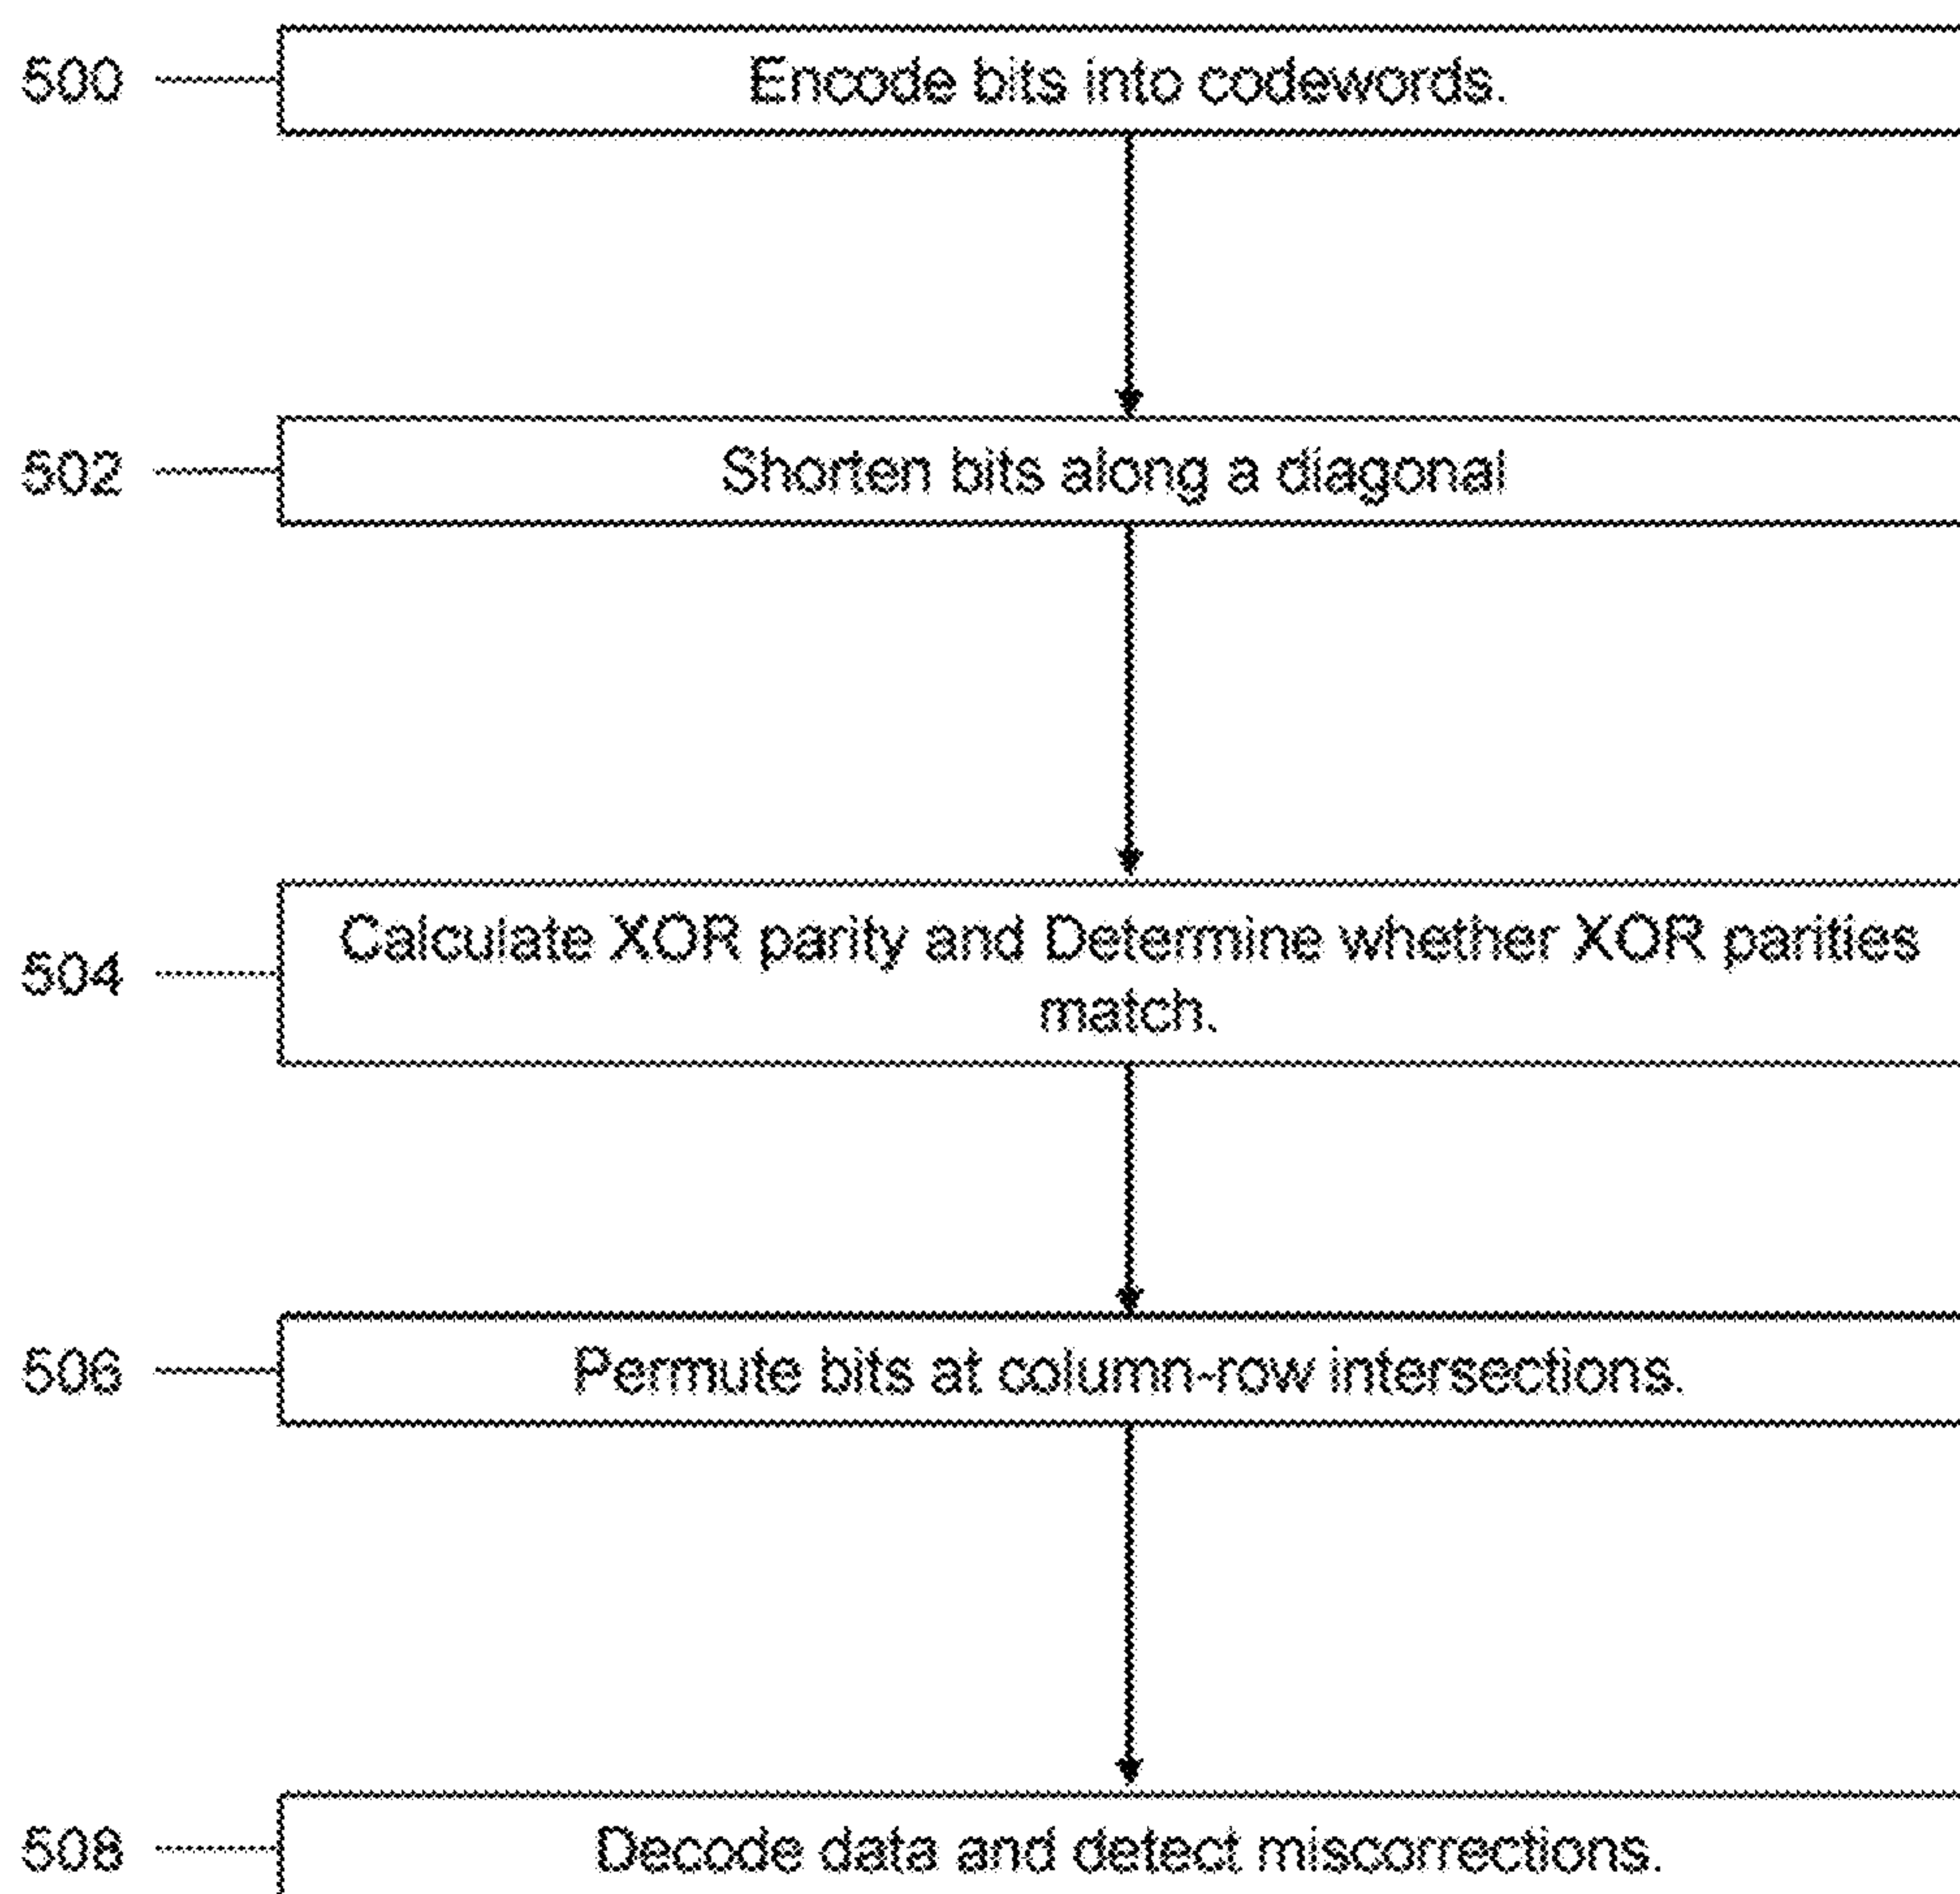 500 Encode bits into codewords.
502 Shorten bits along a diagonal
504 Calculate XOR parity and Determine whether XOR parities
match.
506 Permute bits at column-row intersections.
508 Decode data and detect miscorrections.